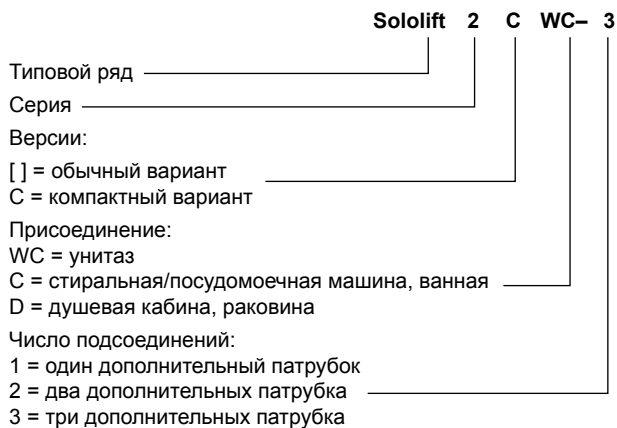 Sololift 2 C WC– 3
Типовой ряд
Серия
Версии:
[ ] = обычный вариант
C = компактный вариант
Присоединение:
WC = унитаз
C = стиральная/посудомоечная машина, ванная
D = душевая кабина, раковина
Число подсоединений:
1 = один дополнительный патрубок
2 = два дополнительных патрубка
3 = три дополнительных патрубка